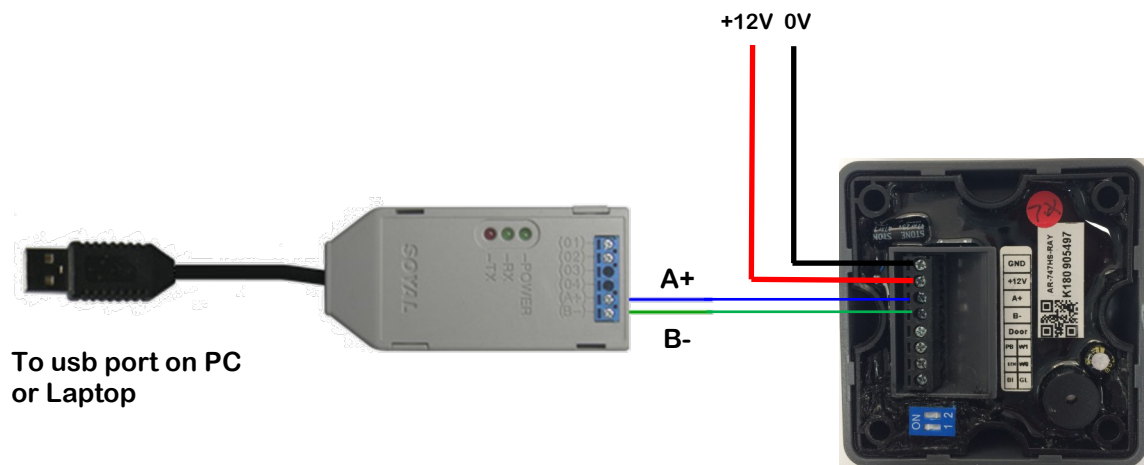 +12V 0V
A+
B-
To usb port on PC
or Laptop
SOYAL
POWER
RX
TX
(01)
GND
+12V
A+
B-
Door
AR-747HS-RAY
K180 905497
ON
1 2